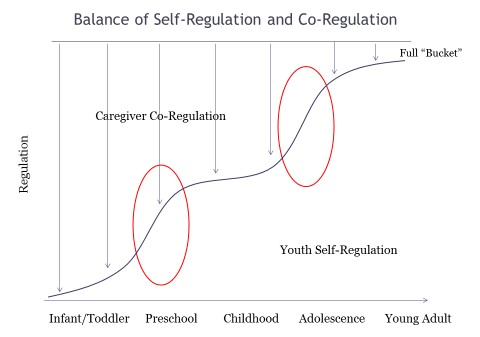 Balance of Self-Regulation and Co-Regulation
Full “Bucket”
Caregiver Co-Regulation
Regulation
Youth Self-Regulation
Infant/Toddler Preschool Childhood Adolescence Young Adult